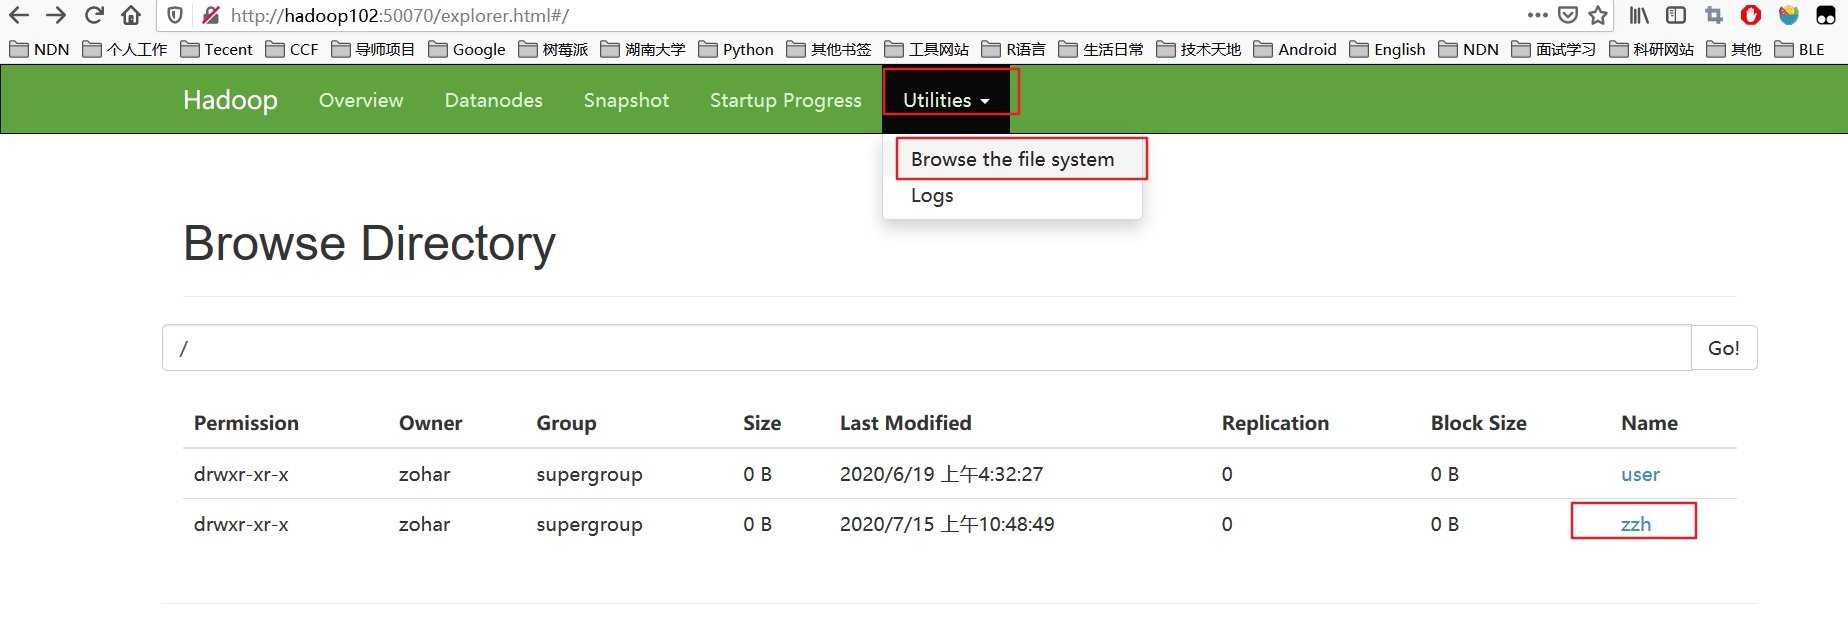 http://hadoop102:50070/explorer.html#/
NDN 个人工作 Tecent CCF 导师项目 Google 树莓派 湖南大学 Python 其他书签 工具网站 R语言 生活日常 技术天地 Android English NDN 面试学习 科研网站 其他 BLE
Hadoop Overview Datanodes Snapshot Startup Progress Utilities
Browse the file system
Logs
Browse Directory
/ Go!
Permission Owner Group Size Last Modified Replication Block Size Name
drwxr-xr-x zohar supergroup 0 B 2020/6/19 上午4:32:27 0 0 B user
drwxr-xr-x zohar supergroup 0 B 2020/7/15 上午10:48:49 0 0 B zzh